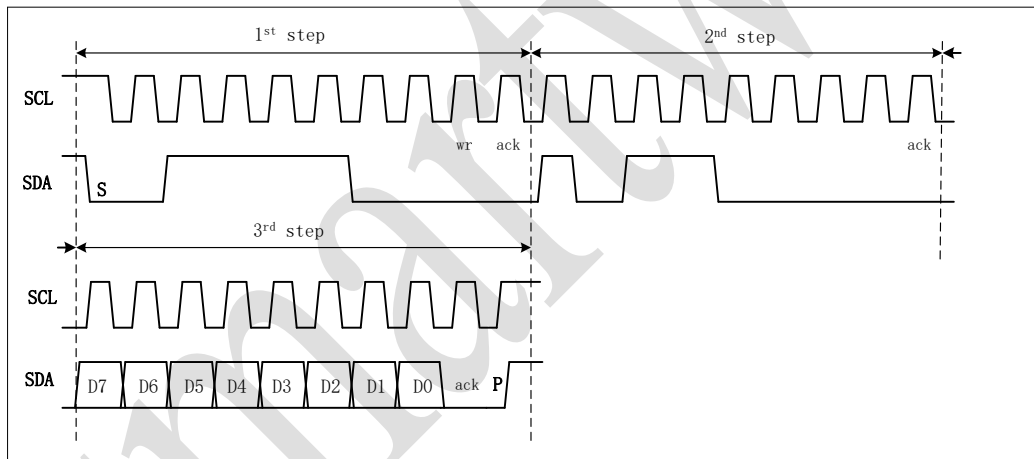 1st step 2nd step
SCL
wr ack ack
SDA S
3rd step
SCL
SDA D7 D6 D5 D4 D3 D2 D1 D0 ack P